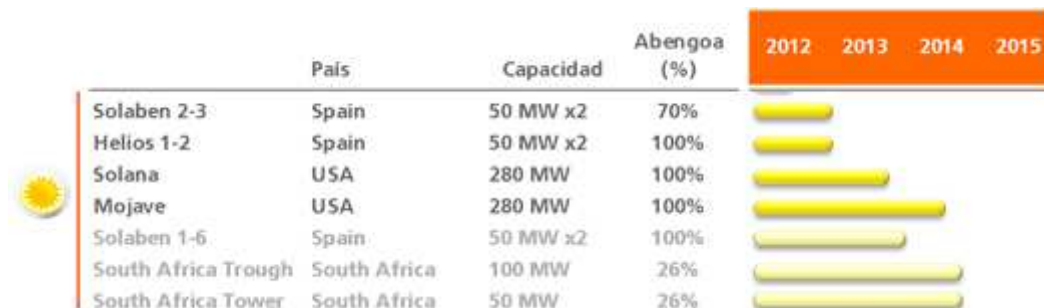 Abengoa
2012 2013 2014 2015
País Capacidad (%)
Solaben 2-3 Spain 50 MW x2 70%
Helios 1-2 Spain 50 MW x2 100%
Solana USA 280 MW 100%
Mojave USA 280 MW 100%
Solaben 1-6 Spain 50 MW x2 100%
South Africa Trough South Africa 100 MW 26%
South Africa Tower South Africa 50 MW 26%